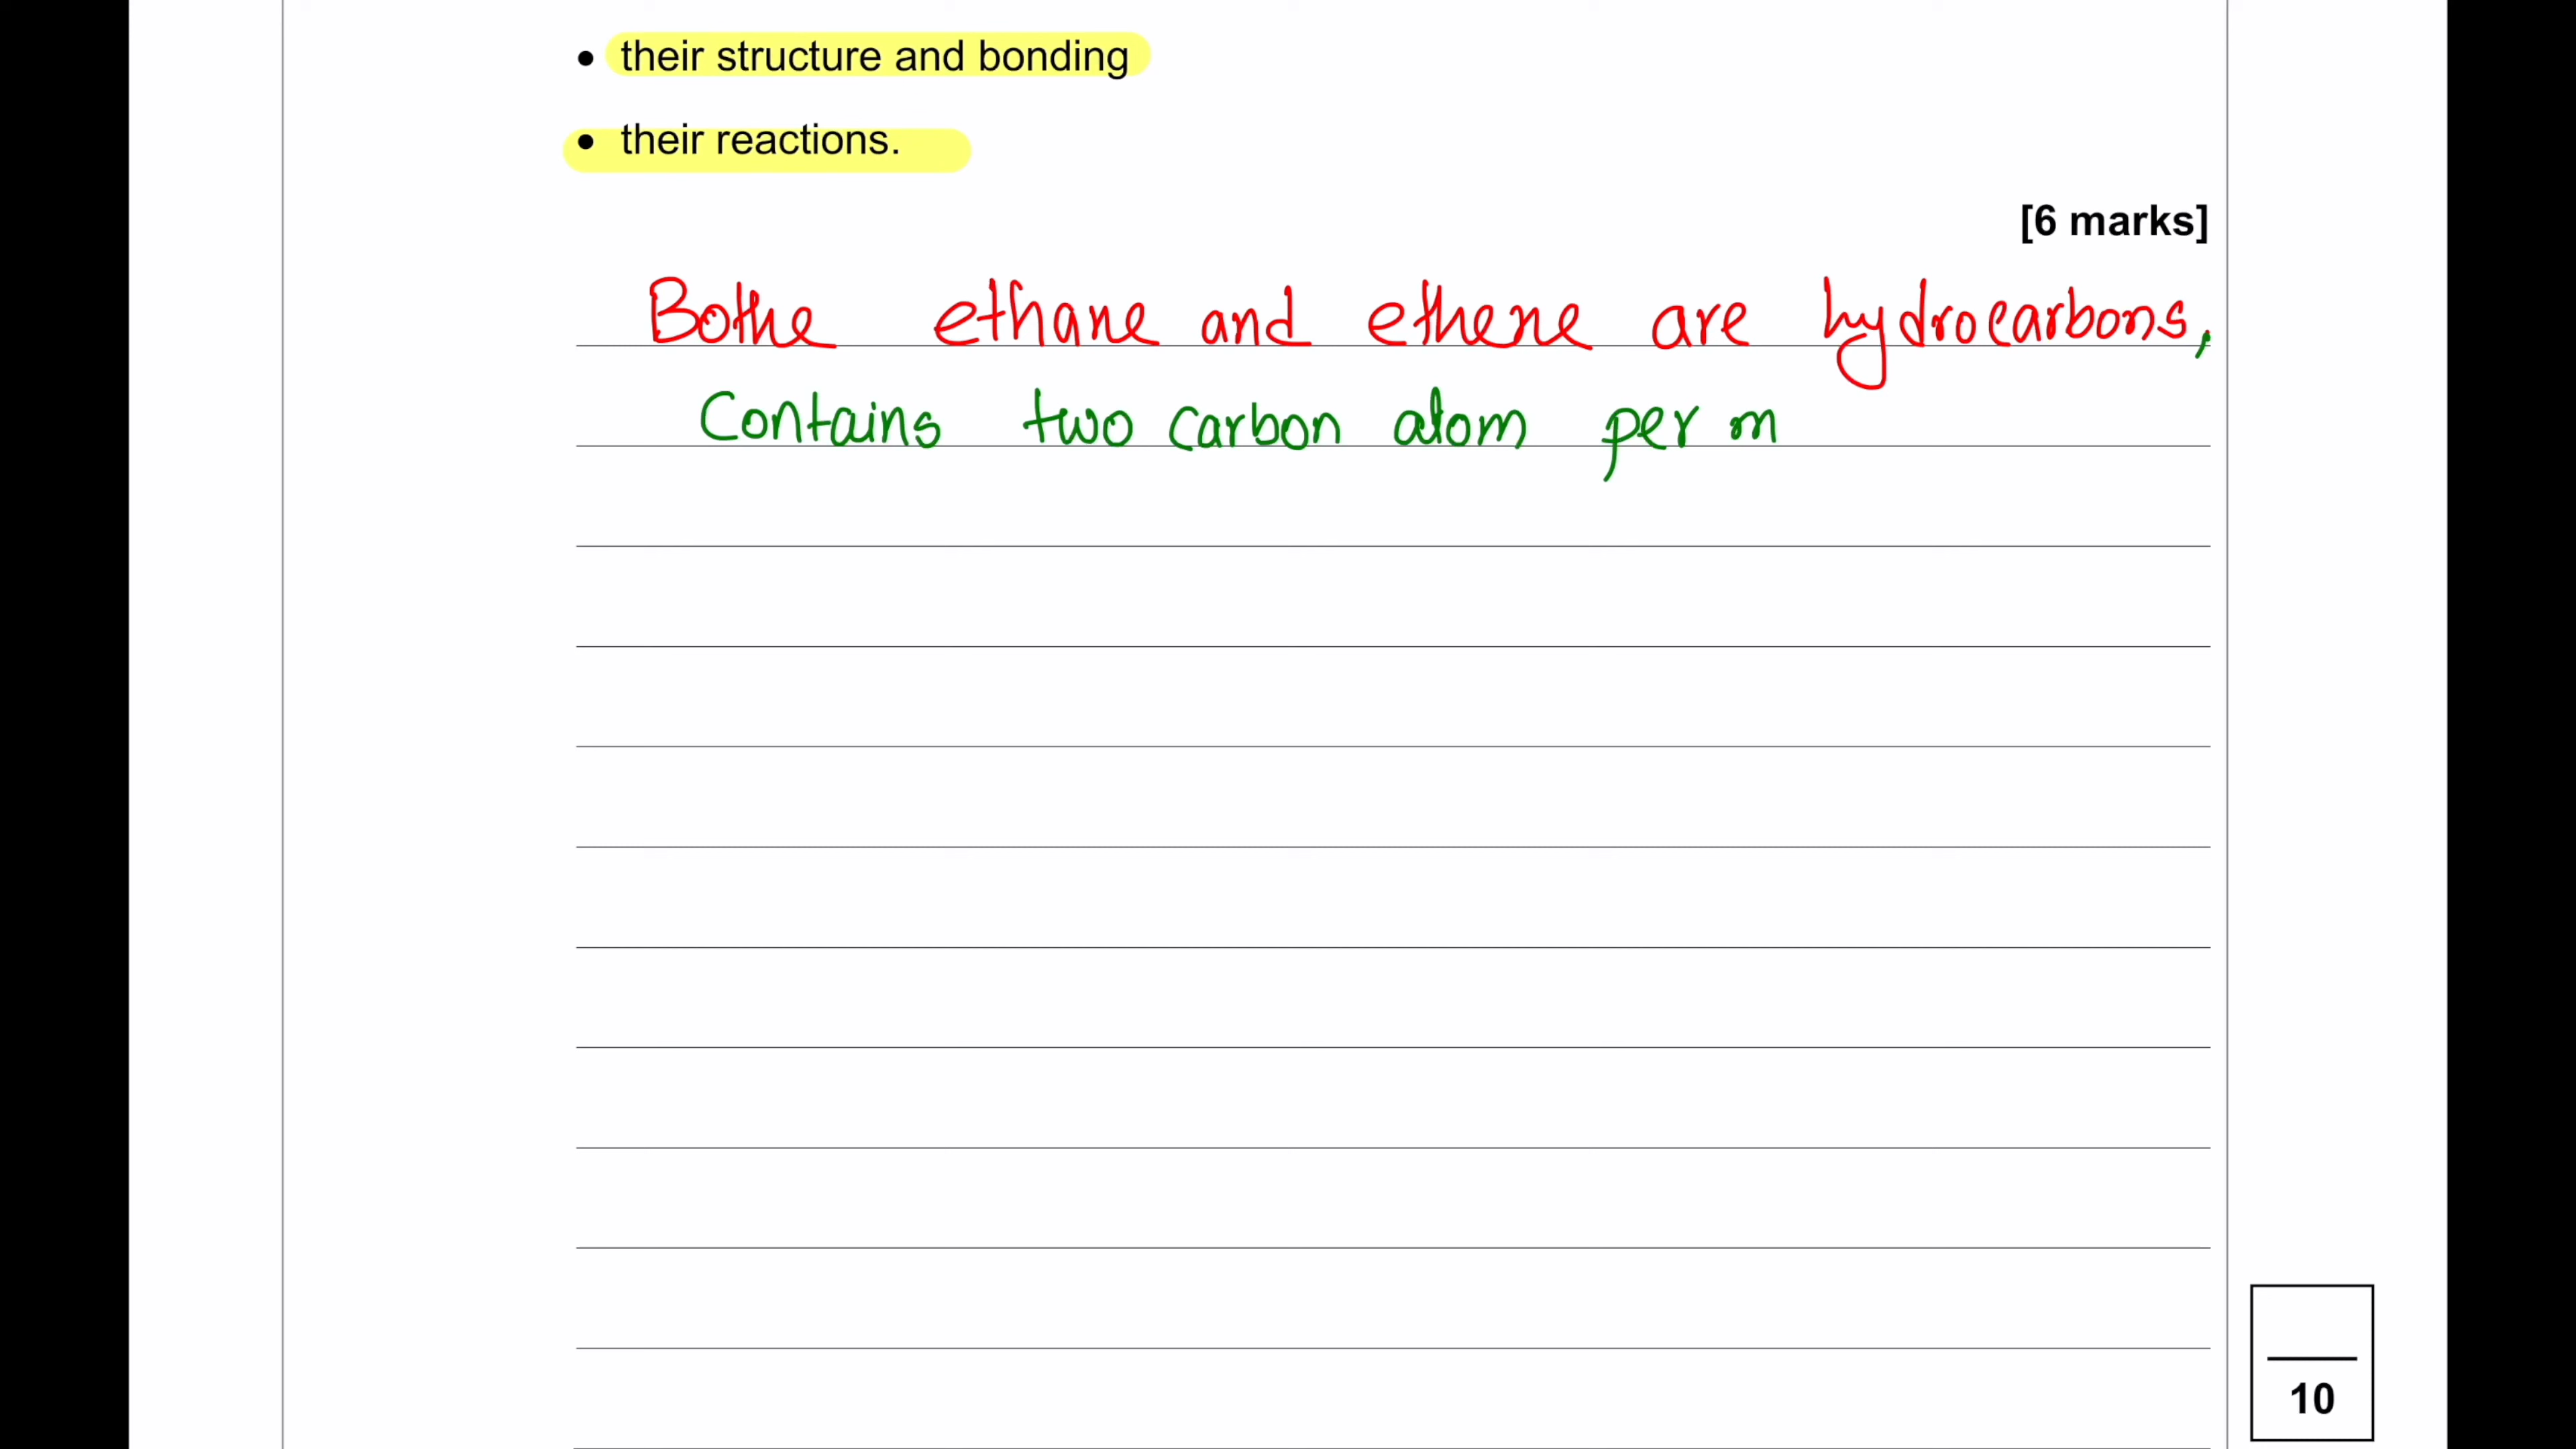 • their structure and bonding
• their reactions.
[6 marks]
Bothe ethane and ethene are hydrocarbons,
Contains two carbon atom per m
10